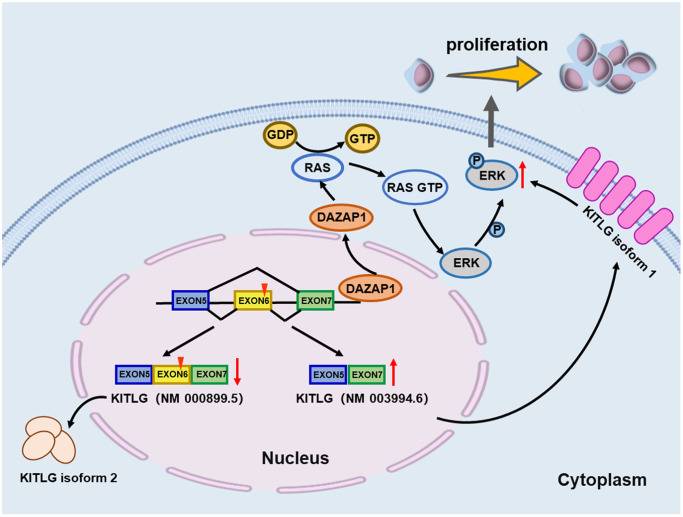 proliferation
GDP
GTP
RAS
RAS GTP
P
ERK
P
ERK
DAZAP1
DAZAP1
KITLG isoform 1
EXON5
EXON6
EXON7
EXON5
EXON6
EXON7
EXON5
EXON7
KITLG (NM 000899.5)
KITLG (NM 003994.6)
Nucleus
KITLG isoform 2
Cytoplasm